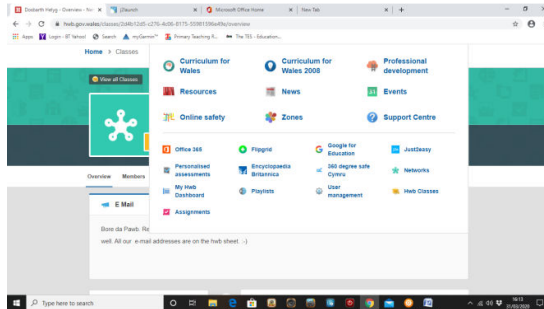 Dosbarth Helyg - Overview - Hw
j2launch
Microsoft Office Home
New Tab
hwb.gov.wales/classes/2d4b12d5-c276-4c06-8175-55981596a49e/overview
Apps
Login - BT Yahoo!
Search
myGarmin™
Primary Teaching R...
The TES - Education...
Home > Classes
View all Classes
Curriculum for Wales
Curriculum for Wales 2008
Professional development
Resources
News
Events
Online safety
Zones
Support Centre
Office 365
Flipgrid
Google for Education
Just2easy
Personalised assessments
Encyclopaedia Britannica
360 degree safe Cymru
Networks
My Hwb Dashboard
Playlists
User management
Hwb Classes
Assignments
Overview Members
E Mail
Bore da Pawb. Re
well. All our e-mail addresses are on the hwb sheet. :-)
Type here to search
16:13
31/03/2020